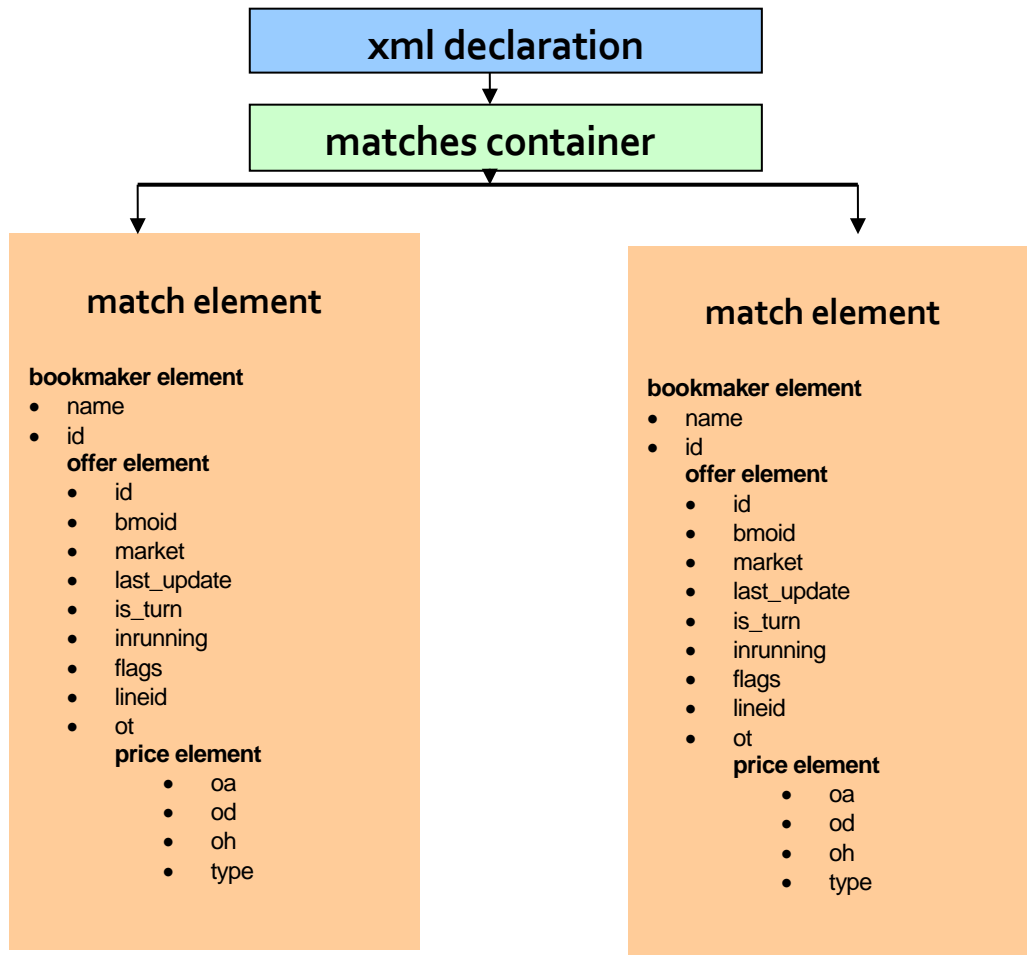 xml declaration
matches container
match element
bookmaker element
• name
• id
offer element
• id
• bmoid
• market
• last_update
• is_turn
• inrunning
• flags
• lineid
• ot
price element
• oa
• od
• oh
• type
match element
bookmaker element
• name
• id
offer element
• id
• bmoid
• market
• last_update
• is_turn
• inrunning
• flags
• lineid
• ot
price element
• oa
• od
• oh
• type